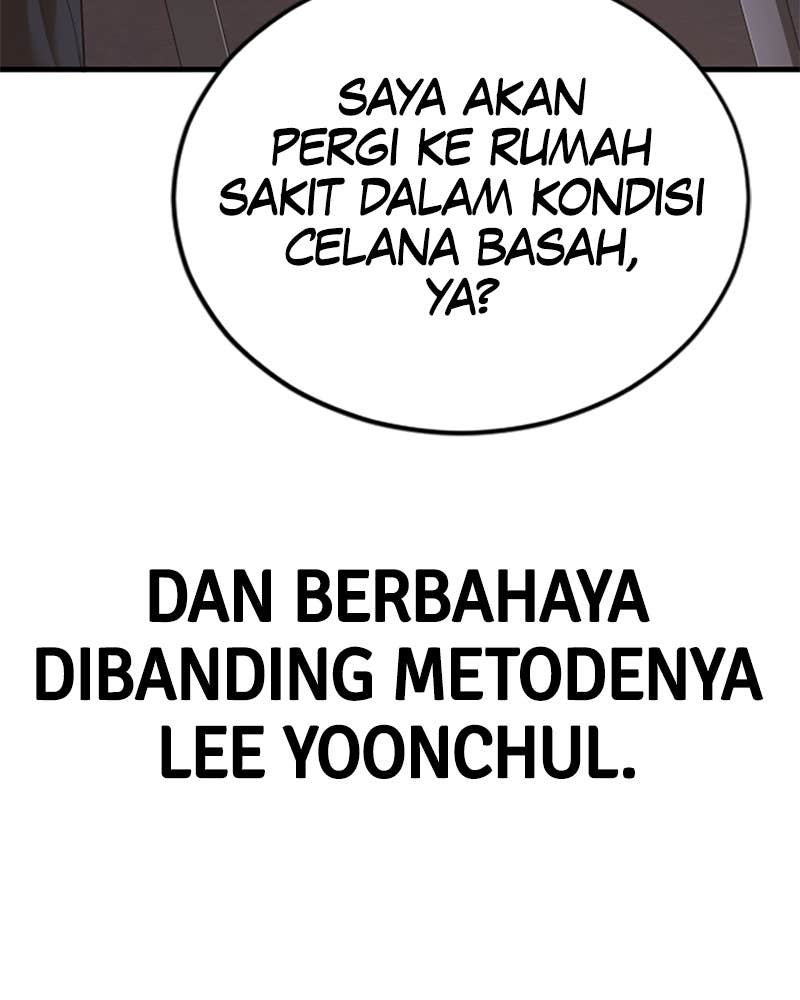 SAYA AKAN
PERGI KE RUMAH
SAKIT DALAM KONDISI
CELANA BASAH,
YA?
DAN BERBAHAYA
DIBANDING METODENYA
LEE YOONCHUL.